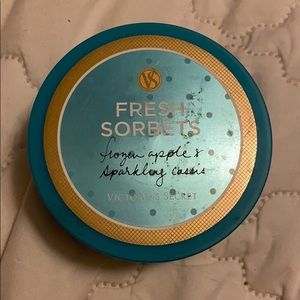 VS
FRESH
SORBETS
frozen apple &
sparkling cassis
VICTORIA'S SECRET